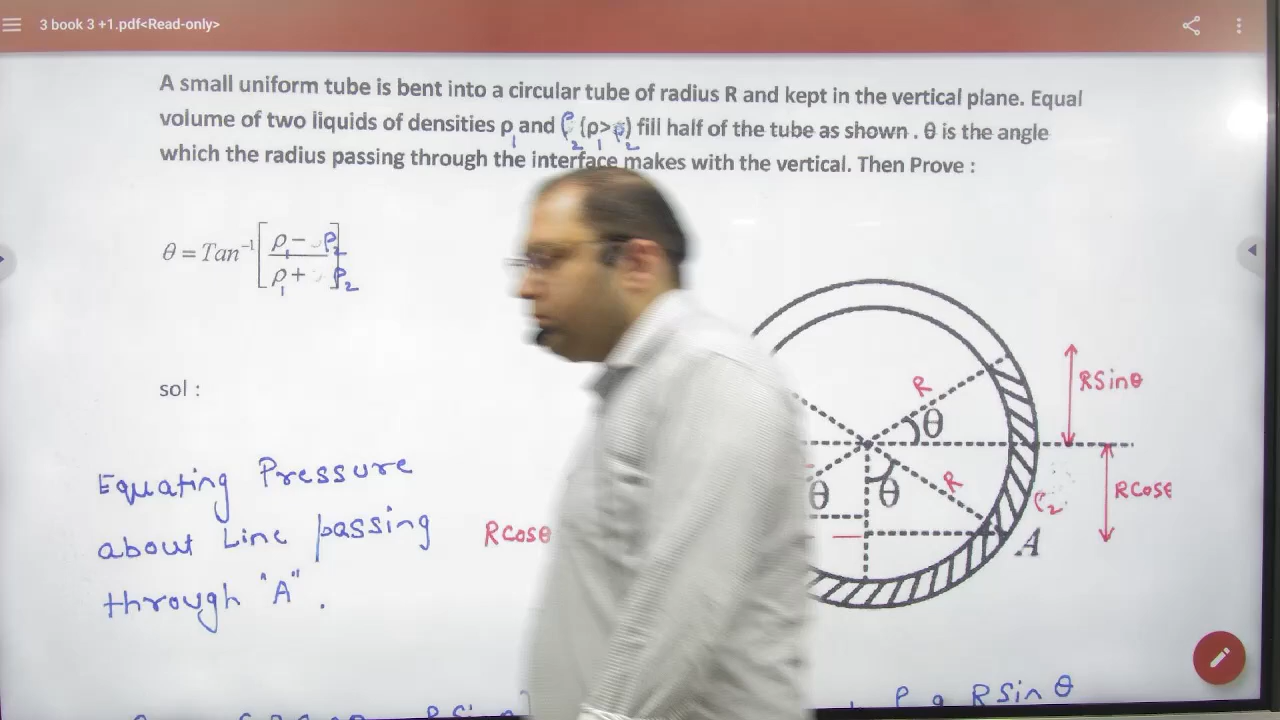 3 book 3 +1.pdf<Read-only>
A small uniform tube is bent into a circular tube of radius R and kept in the vertical plane. Equal
volume of two liquids of densities ρ₁ and ρ₂ (ρ₁>ρ₂) fill half of the tube as shown . θ is the angle
which the radius passing through the interface makes with the vertical. Then Prove :
θ = Tan⁻¹[(ρ₁ − ρ₂)/(ρ₁ + ρ₂)]
sol :
Equating Pressure
about Line passing
through "A" .
R
θ
RSinθ
θ
θ
R
ρ₂
RCosθ
RCosθ
A
ρ g RSinθ